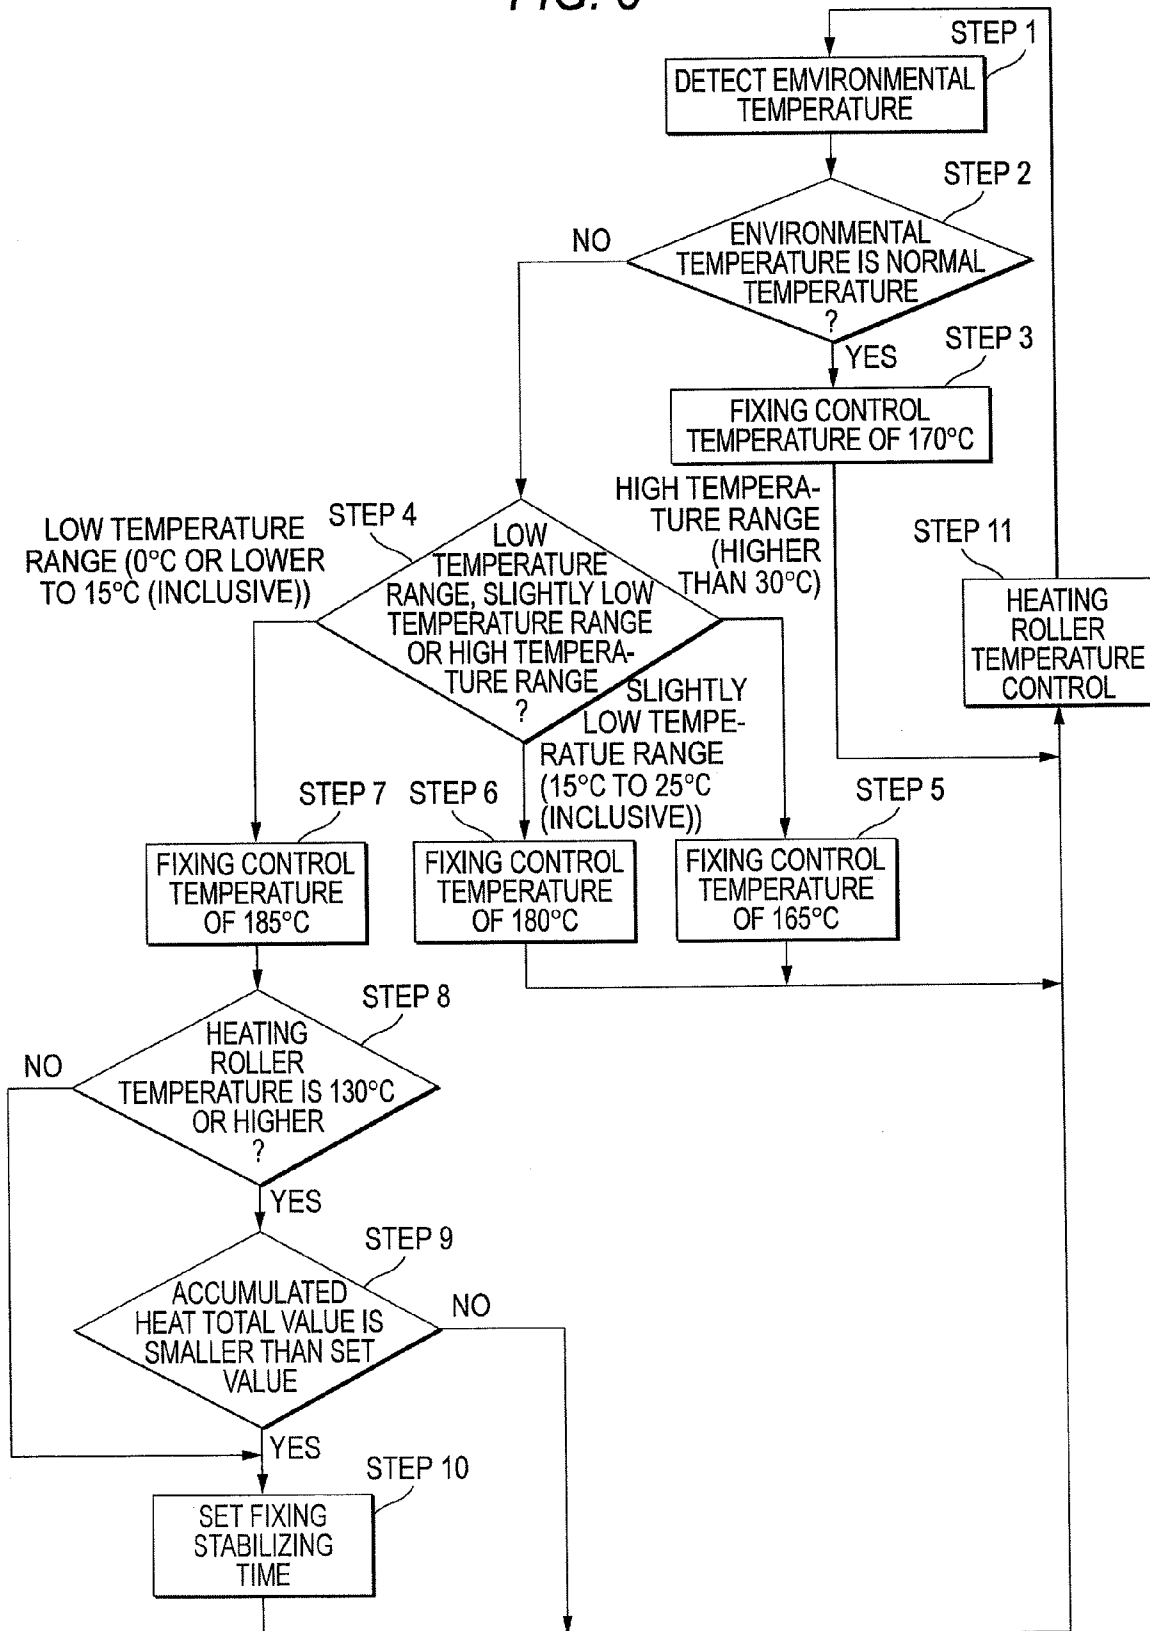 STEP 1
DETECT EMVIRONMENTAL
TEMPERATURE
STEP 2
NO
ENVIRONMENTAL
TEMPERATURE IS NORMAL
TEMPERATURE
?
YES
STEP 3
FIXING CONTROL
TEMPERATURE OF 170°C
HIGH TEMPERA-
TURE RANGE
(HIGHER
THAN 30°C)
STEP 4
LOW TEMPERATURE
RANGE (0°C OR LOWER
TO 15°C (INCLUSIVE))
LOW
TEMPERATURE
RANGE, SLIGHTLY LOW
TEMPERATURE RANGE
OR HIGH TEMPERA-
TURE RANGE
?
STEP 11
HEATING
ROLLER
TEMPERATURE
CONTROL
SLIGHTLY
LOW TEMPE-
RATUE RANGE
(15°C TO 25°C
(INCLUSIVE))
STEP 7
STEP 6
STEP 5
FIXING CONTROL
TEMPERATURE
OF 185°C
FIXING CONTROL
TEMPERATURE
OF 180°C
FIXING CONTROL
TEMPERATURE
OF 165°C
STEP 8
NO
HEATING
ROLLER
TEMPERATURE IS 130°C
OR HIGHER
?
YES
STEP 9
ACCUMULATED
HEAT TOTAL VALUE IS
SMALLER THAN SET
VALUE
NO
YES
STEP 10
SET FIXING
STABILIZING
TIME